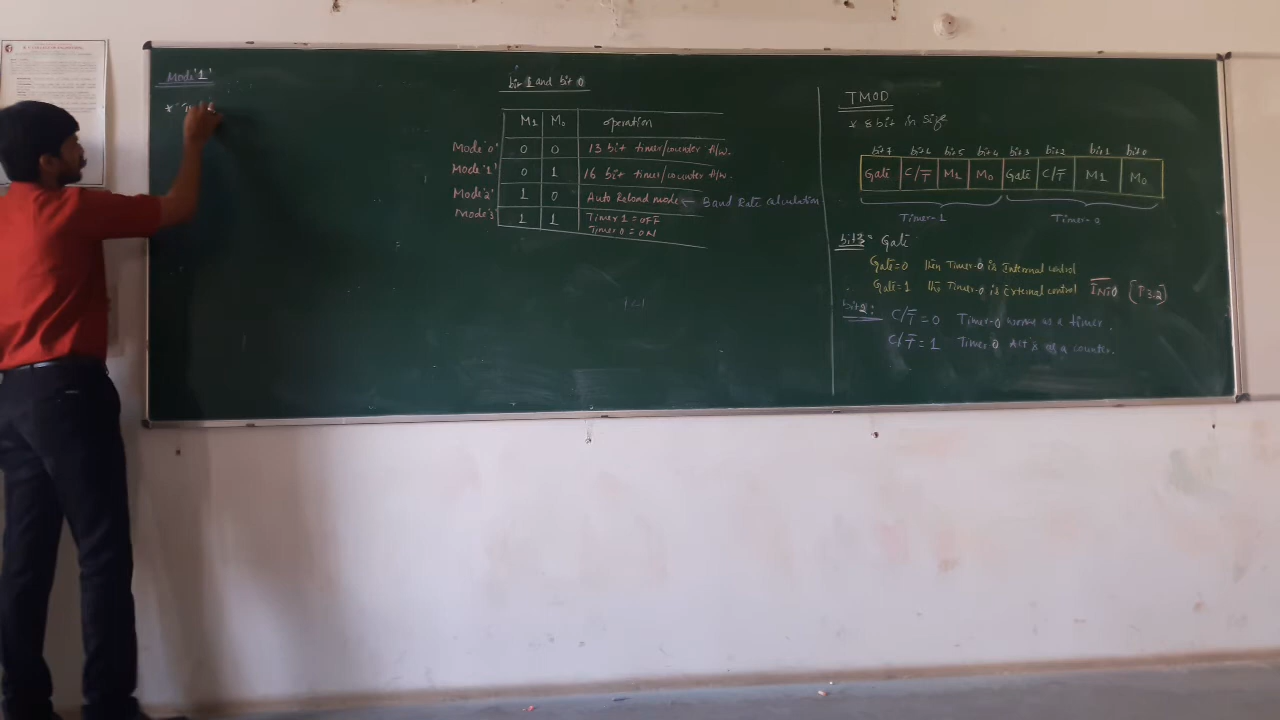 Mode '1'
*
bit 1 and bit 0
M1 M0 operation
Mode '0' 0 0 13 bit timer/counter
Mode '1' 0 1 16 bit timer/counter
Mode '2' 1 0 Auto Reload mode ← Baud Rate calculation
Mode '3 1 1 Timer 1 = OFF
Timer 0 = ON
TMOD
* 8 bit in size
bit7 bit6 bit5 bit4 bit3 bit2 bit1 bit0
Gate C/T̅ M1 M0 Gate C/T̅ M1 M0
Timer-1 Timer-0
bit3 = Gate
Gate=0 then Timer-0 is Internal control
Gate=1 Timer-0 is External control I̅N̅T̅0̅ [P3.2]
bit2: C/T̅ = 0 Timer-0 works as a timer.
C/T̅ = 1 Timer 0 Act's as a counter.